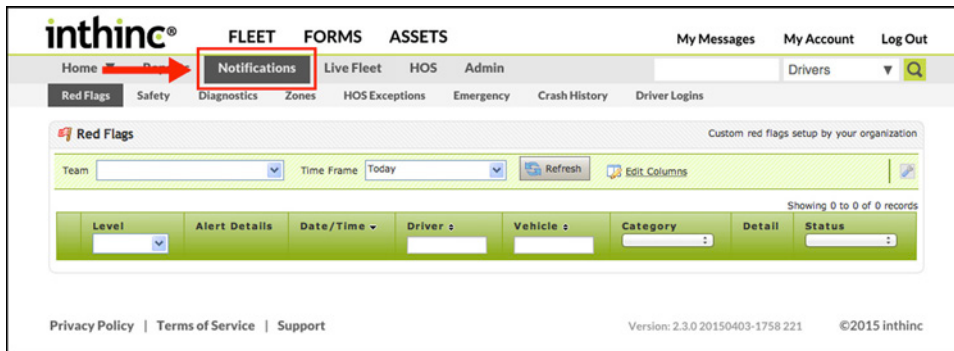 inthinc®
FLEET FORMS ASSETS
My Messages My Account Log Out
Home Notifications Live Fleet HOS Admin
Drivers
Red Flags Safety Diagnostics Zones HOS Exceptions Emergency Crash History Driver Logins
Red Flags
Custom red flags setup by your organization
Team Time Frame Today Refresh Edit Columns
Showing 0 to 0 of 0 records
Level Alert Details Date/Time Driver Vehicle Category Detail Status
Privacy Policy | Terms of Service | Support
Version: 2.3.0 20150403-1758 221 ©2015 inthinc